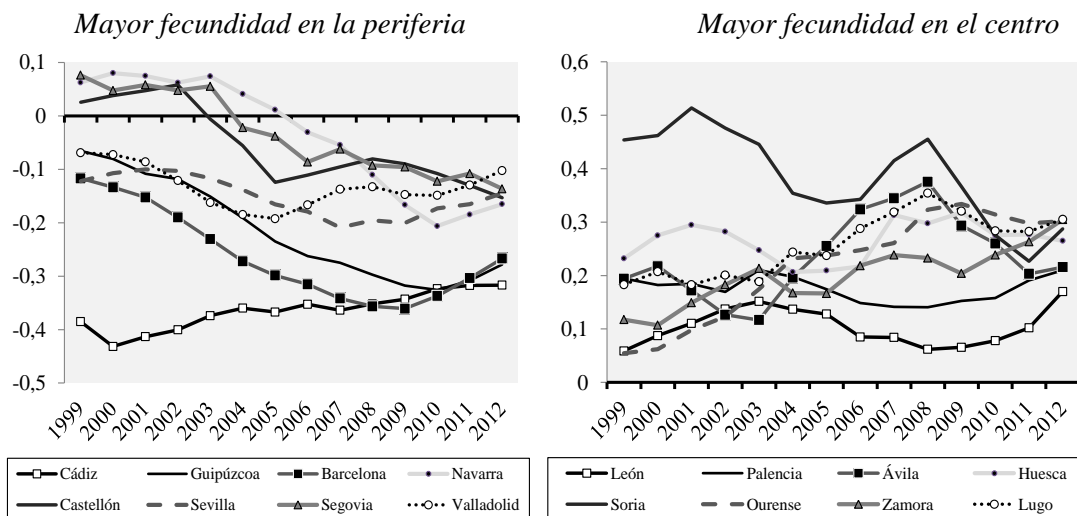 Mayor fecundidad en la periferia
0,1
0
-0,1
-0,2
-0,3
-0,4
-0,5
1999 2000 2001 2002 2003 2004 2005 2006 2007 2008 2009 2010 2011 2012
Cádiz Guipúzcoa Barcelona Navarra
Castellón Sevilla Segovia Valladolid
Mayor fecundidad en el centro
0,6
0,5
0,4
0,3
0,2
0,1
0
1999 2000 2001 2002 2003 2004 2005 2006 2007 2008 2009 2010 2011 2012
León Palencia Ávila Huesca
Soria Ourense Zamora Lugo